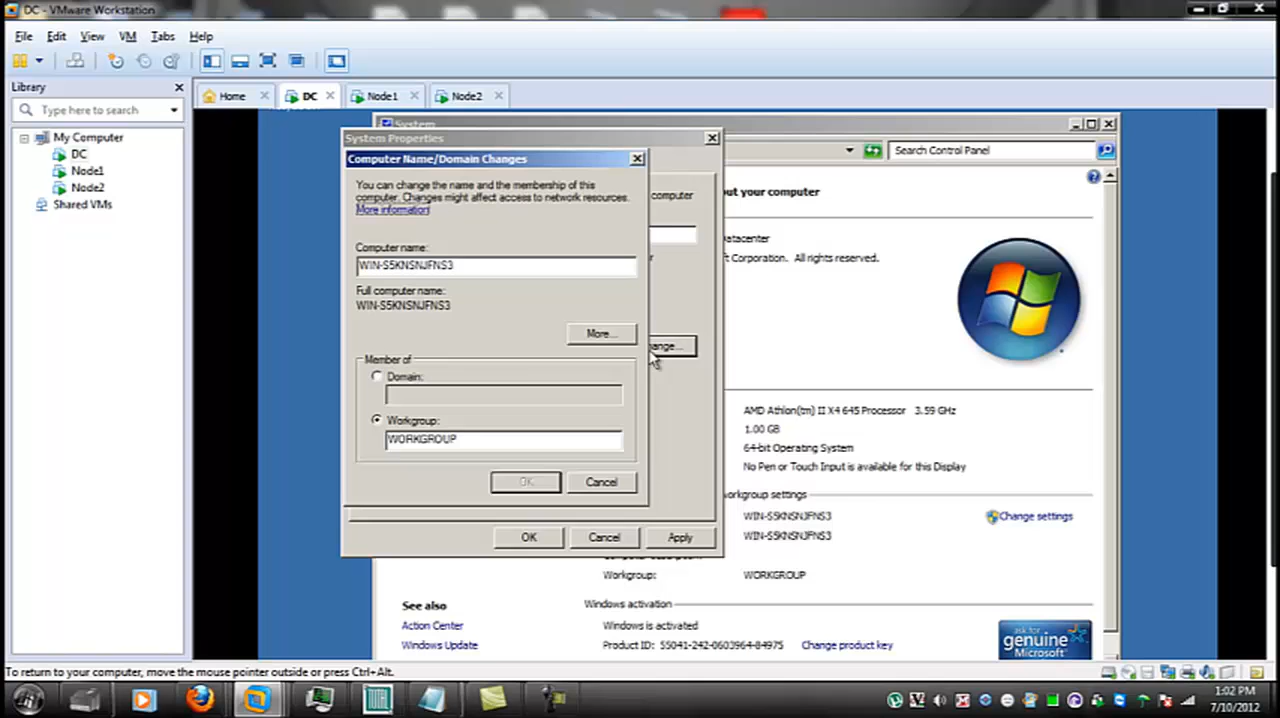 DC - VMware Workstation
File Edit View VM Tabs Help
Library
Type here to search
My Computer
DC
Node1
Node2
Shared VMs
Home
DC
Node1
Node2
System
System Properties
Computer Name/Domain Changes
You can change the name and the membership of this
computer. Changes might affect access to network resources.
More information
Computer name:
WIN-S5KNSNJFNS3
Full computer name:
WIN-S5KNSNJFNS3
More...
Member of
Domain:
Workgroup:
WORKGROUP
OK
Cancel
computer
ange...
OK
Cancel
Apply
Search Control Panel
out your computer
atacenter
ft Corporation. All rights reserved.
AMD Athlon(tm) II X4 645 Processor 3.59 GHz
1.00 GB
64-bit Operating System
No Pen or Touch Input is available for this Display
orkgroup settings
WIN-S5KNSNJFNS3
Change settings
WIN-S5KNSNJFNS3
Workgroup: WORKGROUP
See also
Action Center
Windows Update
Windows activation
Windows is activated
Product ID: 55041-242-0603964-84975
Change product key
ask for
genuine
Microsoft
To return to your computer, move the mouse pointer outside or press Ctrl+Alt.
1:02 PM
7/10/2012